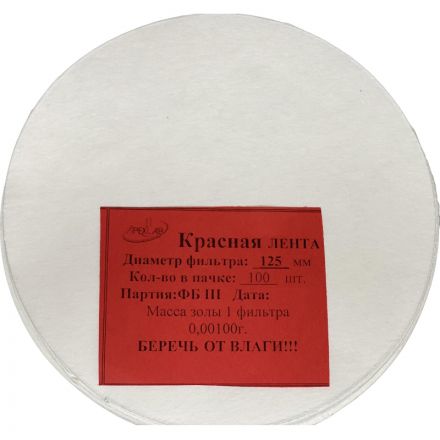 APEXLAB
Красная ЛЕНТА
Диаметр фильтра: 125 мм
Кол-во в пачке: 100 шт.
Партия:ФБ III Дата:
Масса золы 1 фильтра
0,00100г.
БЕРЕЧЬ ОТ ВЛАГИ!!!